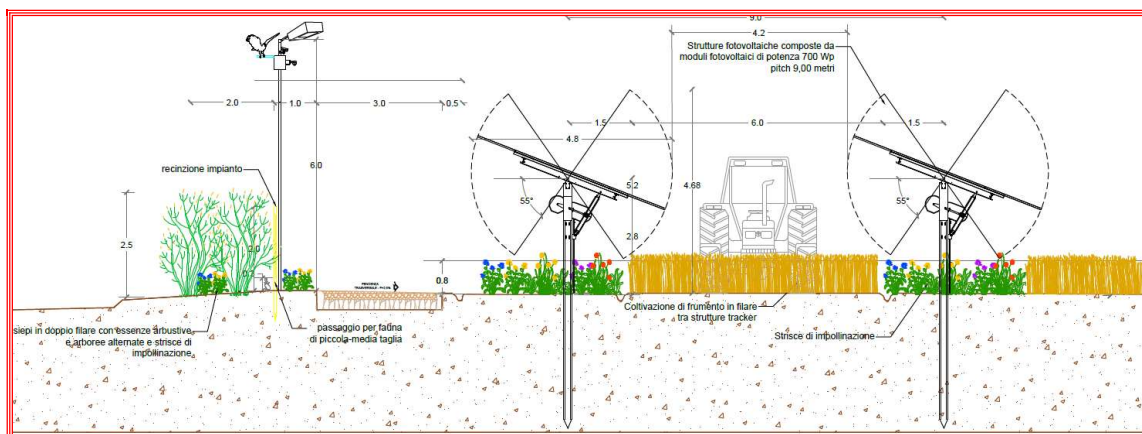 9.0
4.2
Strutture fotovoltaiche composte da
moduli fotovoltaici di potenza 700 Wp
pitch 9,00 metri
2.0
1.0
3.0
0.5
1.5
6.0
1.5
4.8
recinzione impianto
6.0
4.68
5.2
55°
55°
2.5
2.0
2.8
0.8
Coltivazione di frumento in filare
tra strutture tracker
siepi in doppio filare con essenze arbustive
e arboree alternate e strisce di
impollinazione
passaggio per fauna
di piccola-media taglia
Strisce di impollinazione